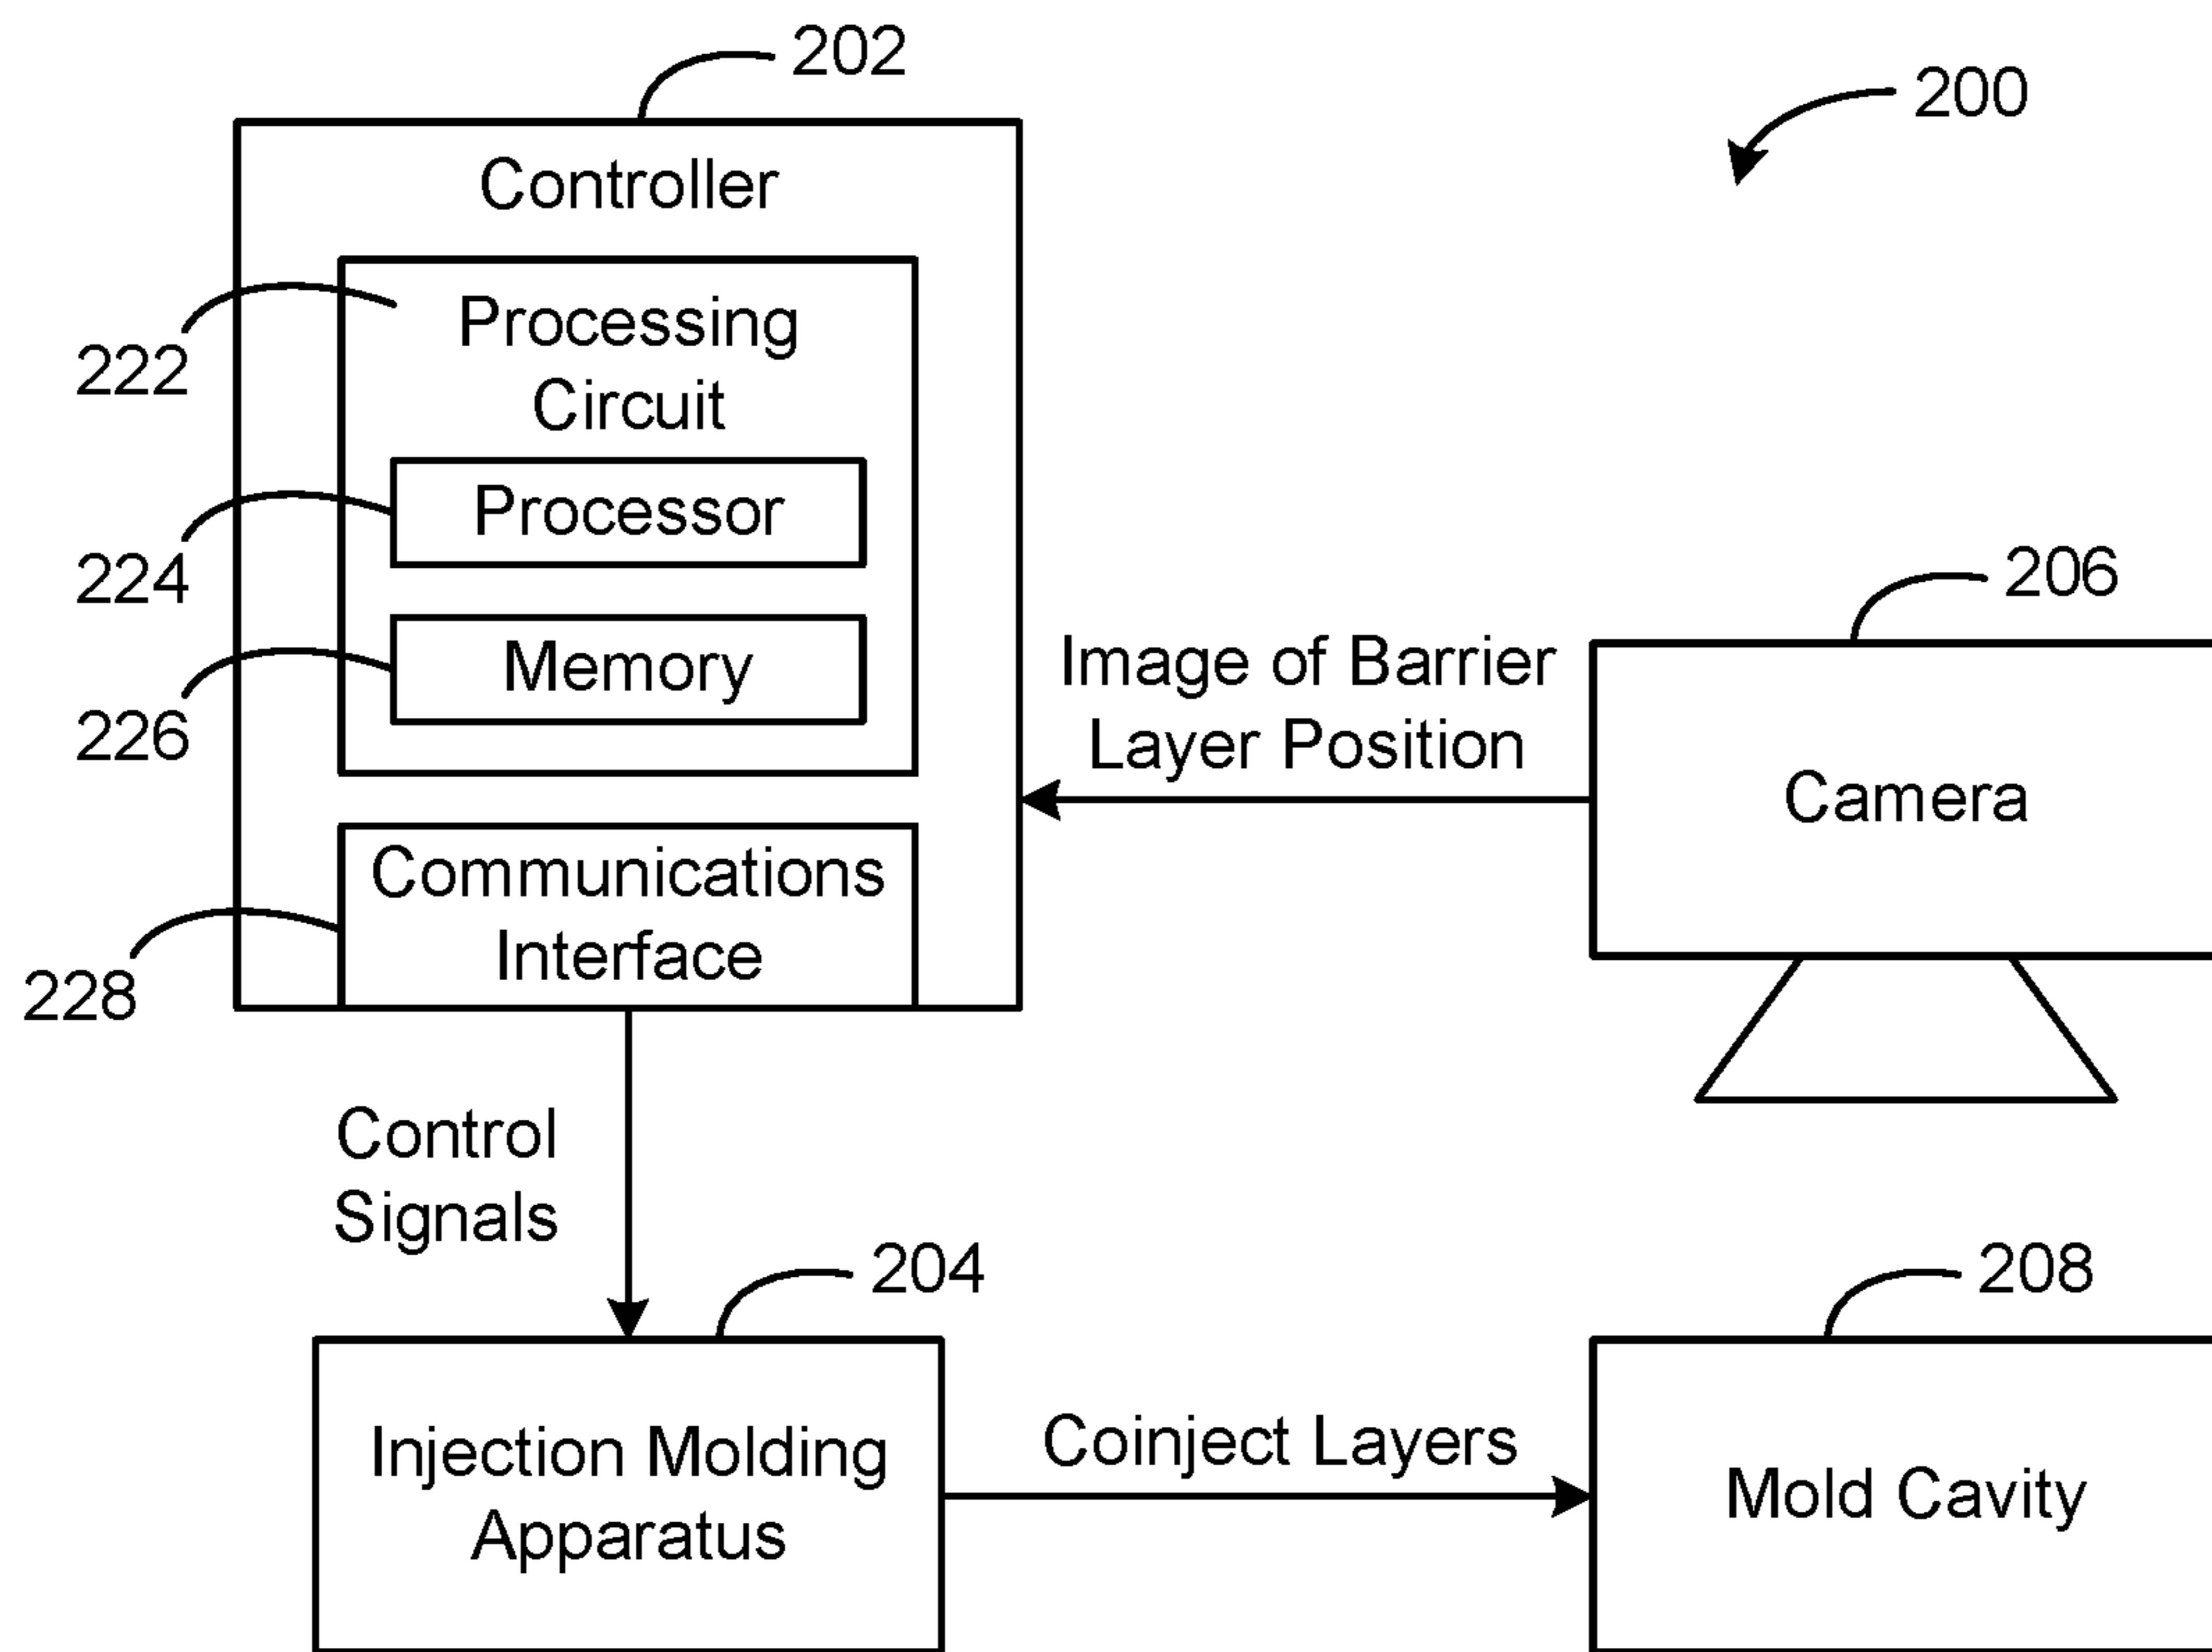 202
200
Controller
Processing
Circuit
222
Processor
224
Memory
226
Communications
Interface
228
Image of Barrier
Layer Position
206
Camera
Control
Signals
204
Injection Molding
Apparatus
Coinject Layers
208
Mold Cavity